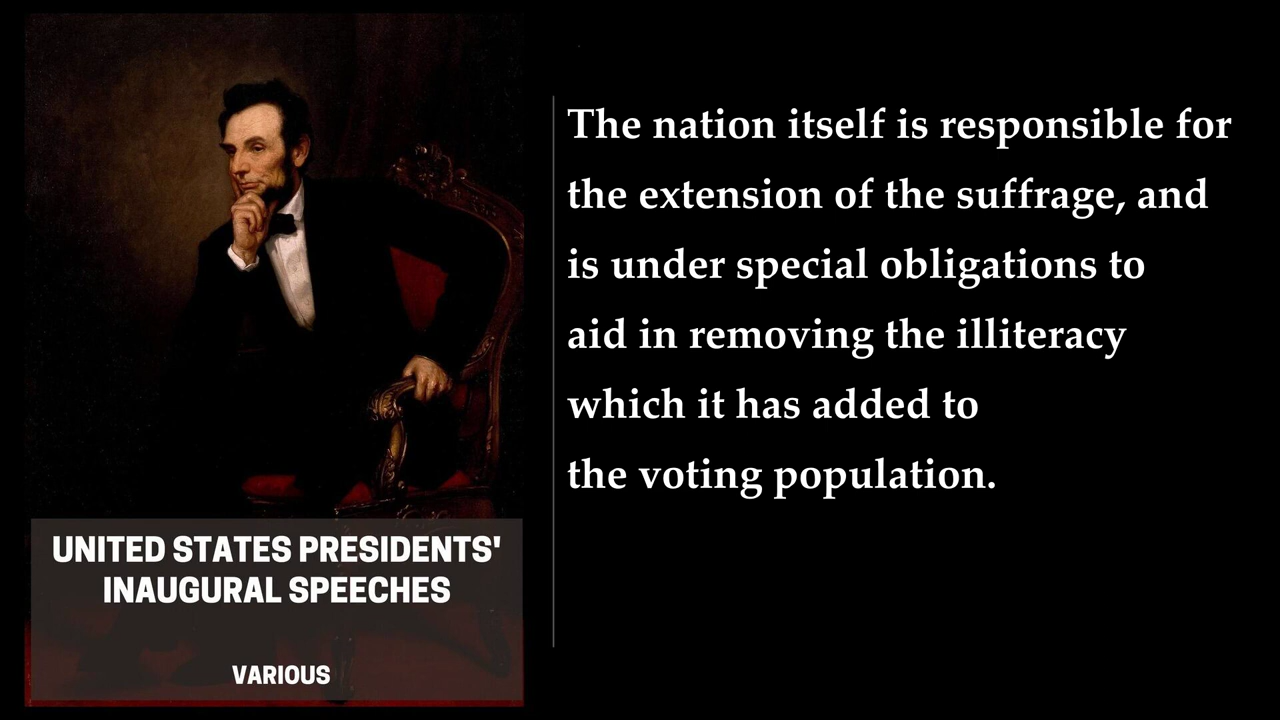 The nation itself is responsible for
the extension of the suffrage, and
is under special obligations to
aid in removing the illiteracy
which it has added to
the voting population.
UNITED STATES PRESIDENTS'
INAUGURAL SPEECHES
VARIOUS